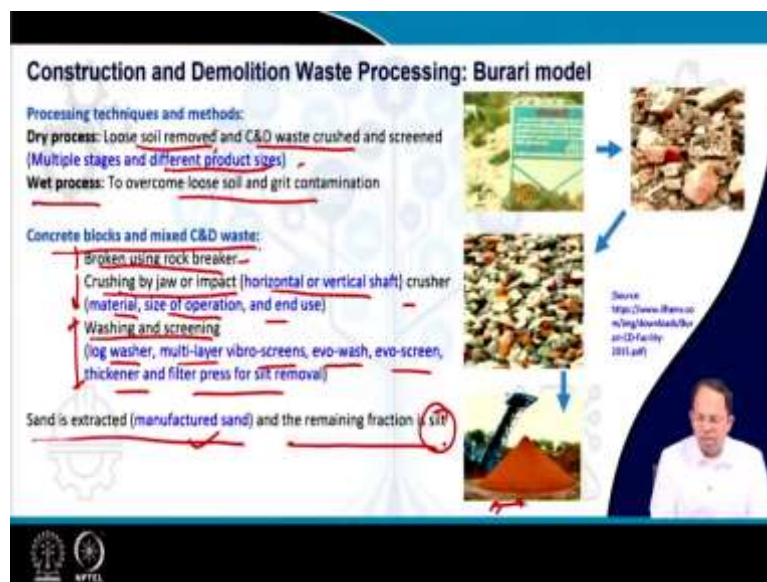 Construction and Demolition Waste Processing: Burari model
Processing techniques and methods:
Dry process: Loose soil removed and C&D waste crushed and screened
(Multiple stages and different product sizes)
Wet process: To overcome loose soil and grit contamination
Concrete blocks and mixed C&D waste:
Broken using rock breaker
Crushing by jaw or impact (horizontal or vertical shaft) crusher
(material, size of operation, and end use)
Washing and screening
(log washer, multi-layer vibro-screens, evo-wash, evo-screen,
thickener and filter press for silt removal)
Sand is extracted (manufactured sand) and the remaining fraction is silt
(Source:
NPTEL